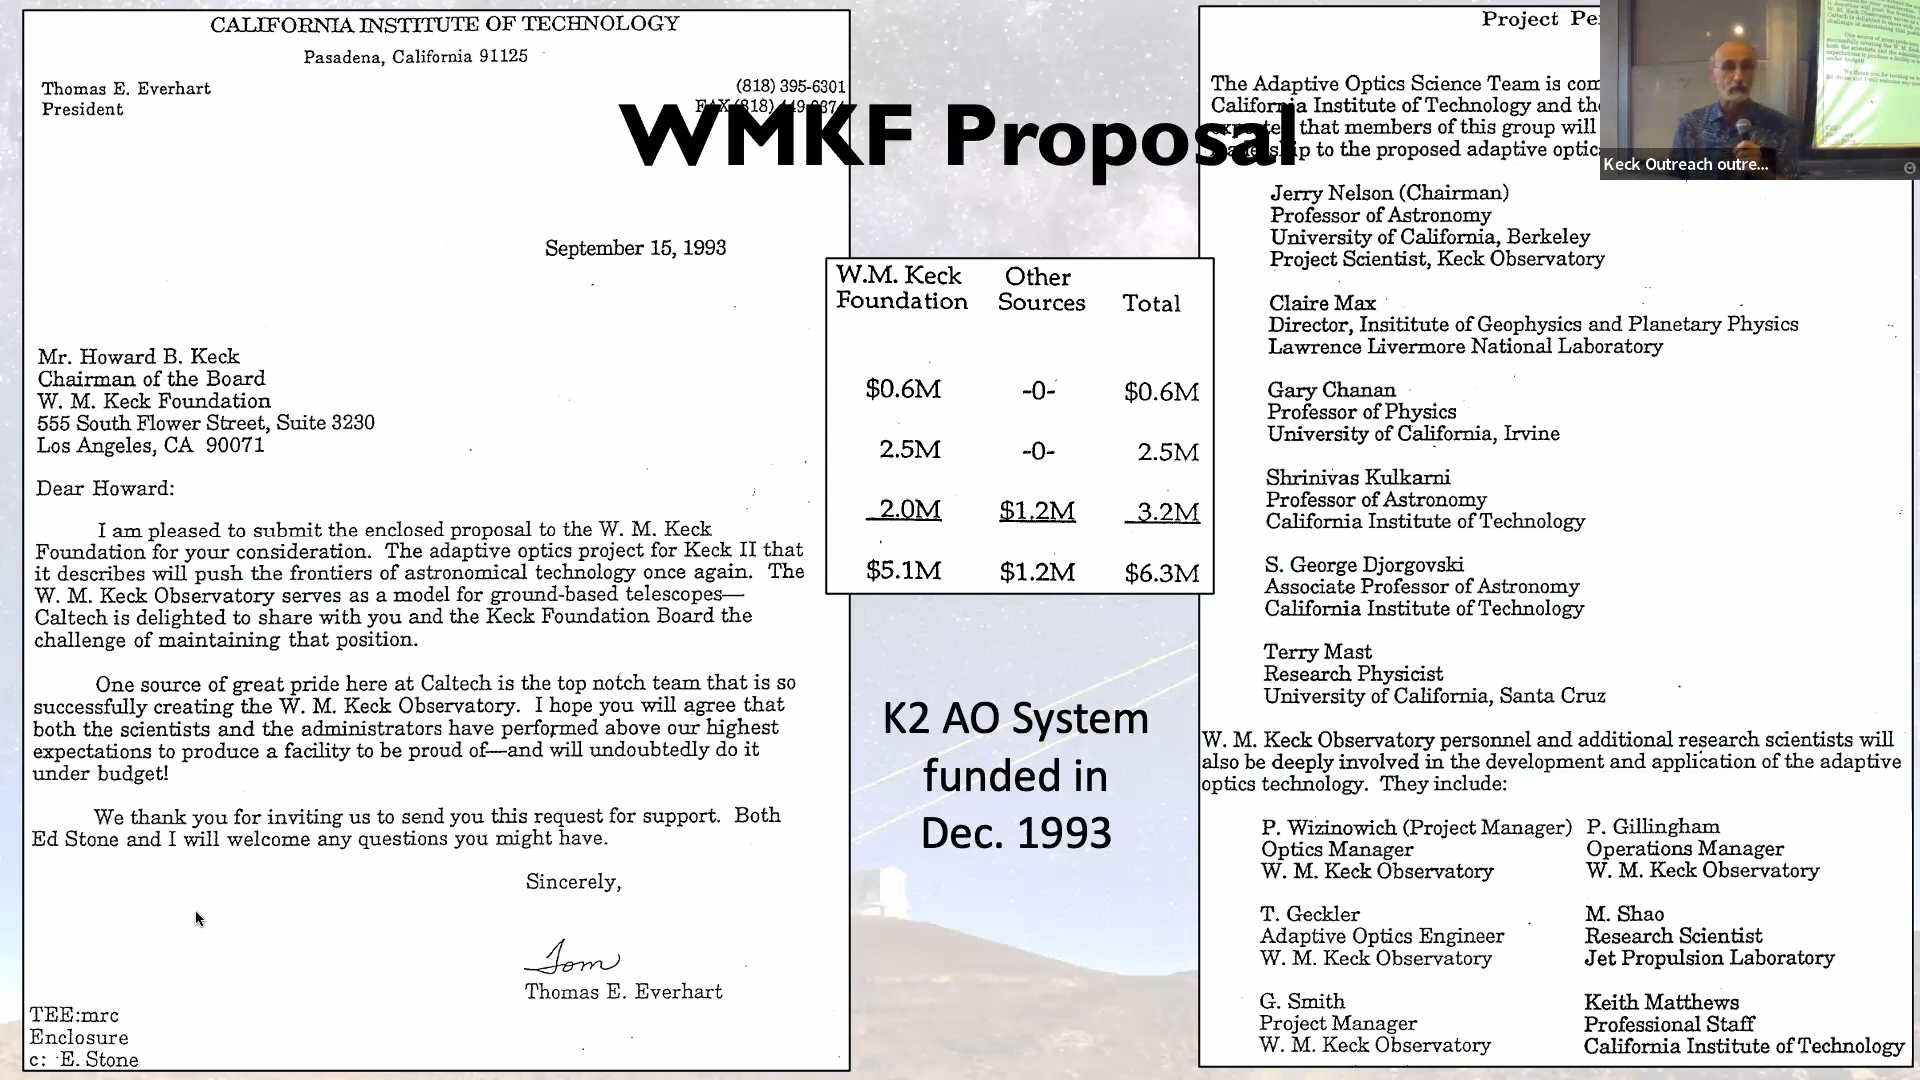 CALIFORNIA INSTITUTE OF TECHNOLOGY
Pasadena, California 91125
Thomas E. Everhart
President
(818) 395-6301
WMKF Proposal
September 15, 1993
Mr. Howard B. Keck
Chairman of the Board
W. M. Keck Foundation
555 South Flower Street, Suite 3230
Los Angeles, CA 90071
Dear Howard:
I am pleased to submit the enclosed proposal to the W. M. Keck
Foundation for your consideration. The adaptive optics project for Keck II that
it describes will push the frontiers of astronomical technology once again. The
W. M. Keck Observatory serves as a model for ground-based telescopes—
Caltech is delighted to share with you and the Keck Foundation Board the
challenge of maintaining that position.
One source of great pride here at Caltech is the top notch team that is so
successfully creating the W. M. Keck Observatory. I hope you will agree that
both the scientists and the administrators have performed above our highest
expectations to produce a facility to be proud of—and will undoubtedly do it
under budget!
We thank you for inviting us to send you this request for support. Both
Ed Stone and I will welcome any questions you might have.
Sincerely,
Tom
Thomas E. Everhart
TEE:mrc
Enclosure
c: E. Stone
W.M. Keck Foundation Other Sources Total
$0.6M -0- $0.6M
2.5M -0- 2.5M
2.0M $1.2M 3.2M
$5.1M $1.2M $6.3M
K2 AO System
funded in
Dec. 1993
Project
The Adaptive Optics Science Team is
California Institute of Technology and
that members of this group will
to the proposed adaptive
Jerry Nelson (Chairman)
Professor of Astronomy
University of California, Berkeley
Project Scientist, Keck Observatory
Claire Max
Director, Insititute of Geophysics and Planetary Physics
Lawrence Livermore National Laboratory
Gary Chanan
Professor of Physics
University of California, Irvine
Shrinivas Kulkarni
Professor of Astronomy
California Institute of Technology
S. George Djorgovski
Associate Professor of Astronomy
California Institute of Technology
Terry Mast
Research Physicist
University of California, Santa Cruz
W. M. Keck Observatory personnel and additional research scientists will
also be deeply involved in the development and application of the adaptive
optics technology. They include:
P. Wizinowich (Project Manager)
Optics Manager
W. M. Keck Observatory
P. Gillingham
Operations Manager
W. M. Keck Observatory
T. Geckler
Adaptive Optics Engineer
W. M. Keck Observatory
M. Shao
Research Scientist
Jet Propulsion Laboratory
G. Smith
Project Manager
W. M. Keck Observatory
Keith Matthews
Professional Staff
California Institute of Technology
Keck Outreach outre...